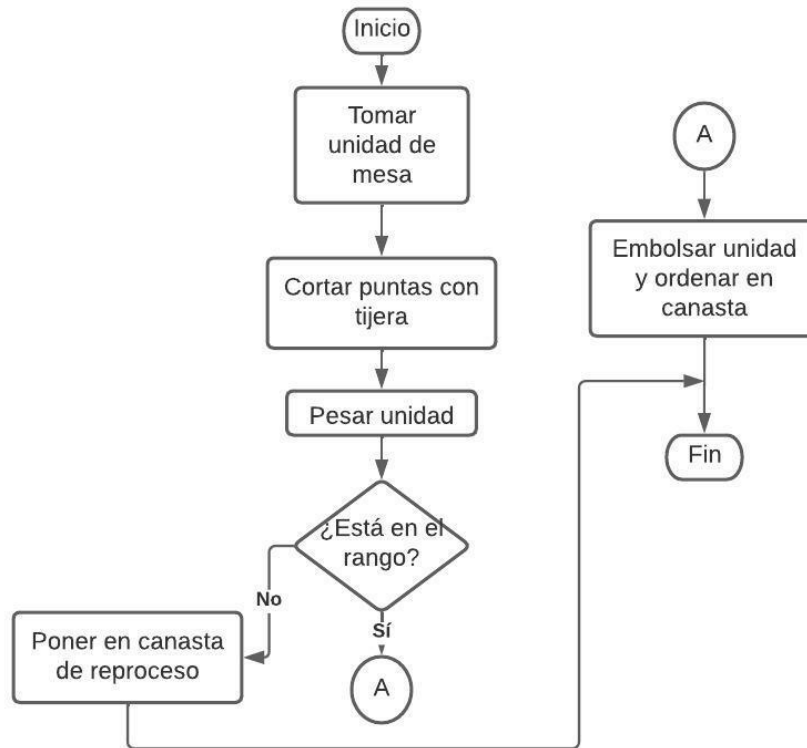 Inicio
Tomar
unidad de
mesa
Cortar puntas con
tijera
Pesar unidad
¿Está en el
rango?
No
Sí
Poner en canasta
de reproceso
A
A
Embolsar unidad
y ordenar en
canasta
Fin